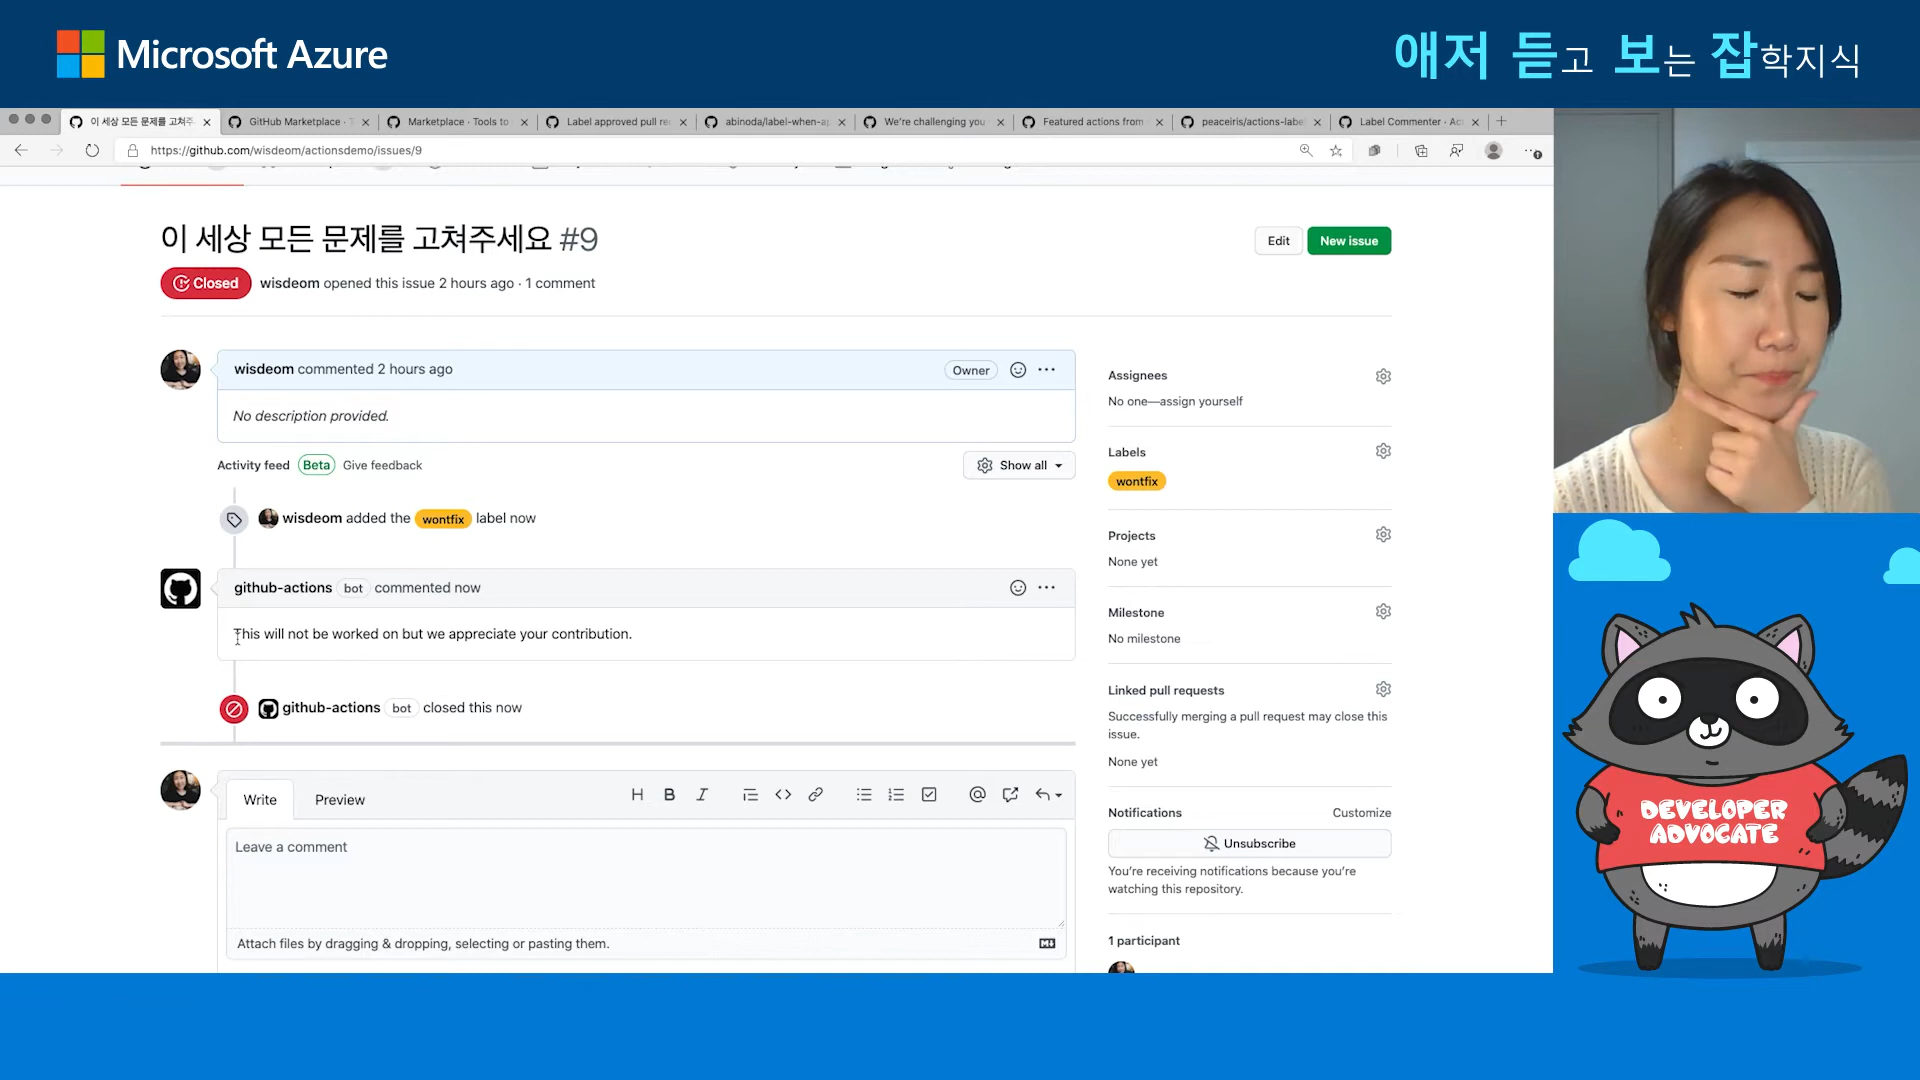 Microsoft Azure
애저 듣고 보는 잡학지식
이 세상 모든 문제를 고쳐주
GitHub Marketplace · T
Marketplace · Tools to
Label approved pull re
abinoda/label-when-ap
We're challenging you
Featured actions from
peaceiris/actions-label
Label Commenter · Ac
https://github.com/wisdeom/actionsdemo/issues/9
이 세상 모든 문제를 고쳐주세요 #9
Edit
New issue
Closed
wisdeom opened this issue 2 hours ago · 1 comment
wisdeom commented 2 hours ago
Owner
No description provided.
Activity feed Beta Give feedback
Show all
wisdeom added the wontfix label now
github-actions bot commented now
This will not be worked on but we appreciate your contribution.
github-actions bot closed this now
Write
Preview
Leave a comment
Attach files by dragging & dropping, selecting or pasting them.
Assignees
No one—assign yourself
Labels
wontfix
Projects
None yet
Milestone
No milestone
Linked pull requests
Successfully merging a pull request may close this
issue.
None yet
Notifications
Customize
Unsubscribe
You're receiving notifications because you're
watching this repository.
1 participant
DEVELOPER
ADVOCATE